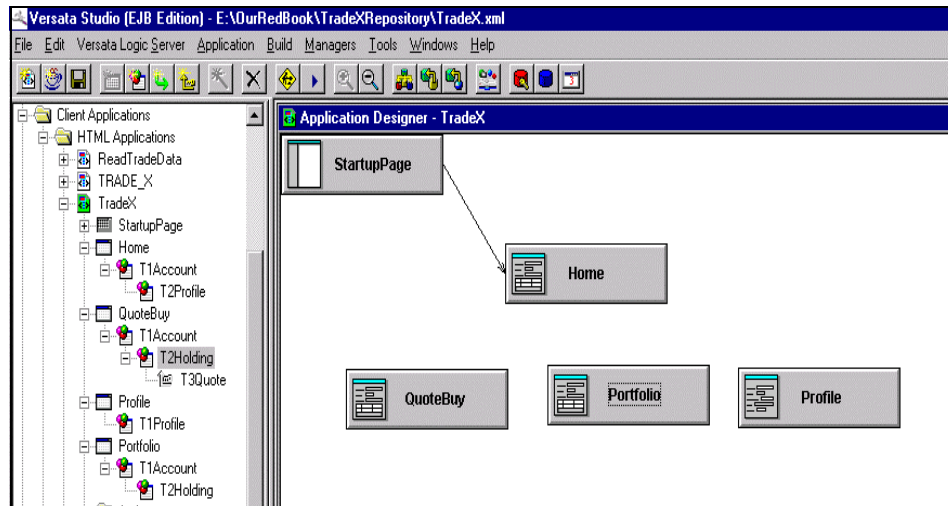 Versata Studio (EJB Edition) - E:\OurRedBook\TradeXRepository\TradeX.xml
File Edit Versata Logic Server Application Build Managers Tools Windows Help
Client Applications
HTML Applications
ReadTradeData
TRADE_X
TradeX
StartupPage
Home
T1Account
T2Profile
QuoteBuy
T1Account
T2Holding
T3Quote
Profile
T1Profile
Portfolio
T1Account
T2Holding
Application Designer - TradeX
StartupPage
Home
QuoteBuy
Portfolio
Profile